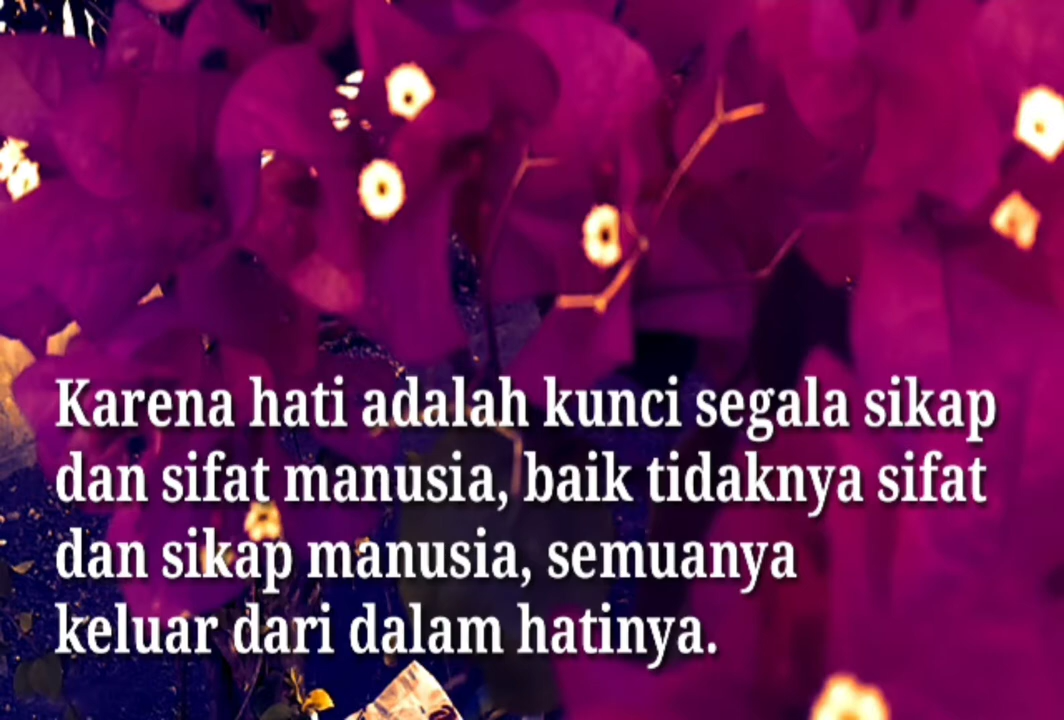 Karena hati adalah kunci segala sikap
dan sifat manusia, baik tidaknya sifat
dan sikap manusia, semuanya
keluar dari dalam hatinya.